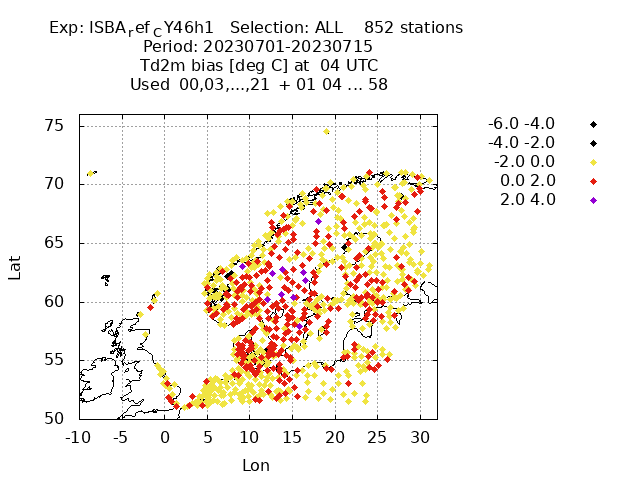 Exp: ISBA_ref_C Y46h1   Selection: ALL    852 stations
Period: 20230701-20230715
Td2m bias [deg C] at  04 UTC
Used  00,03,...,21  + 01 04 ... 58
-6.0 -4.0
-4.0 -2.0
-2.0 0.0
0.0 2.0
2.0 4.0
75
70
65
60
55
50
Lat
-10 -5 0 5 10 15 20 25 30
Lon